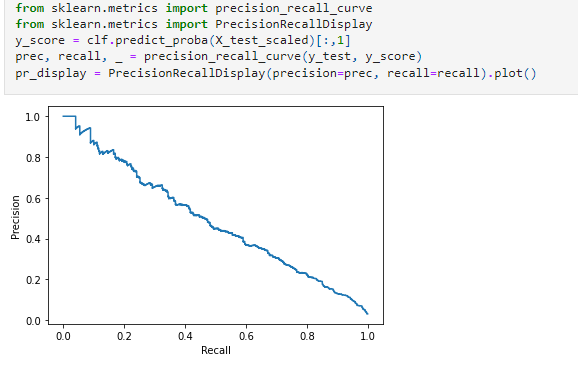 from sklearn.metrics import precision_recall_curve
from sklearn.metrics import PrecisionRecallDisplay
y_score = clf.predict_proba(X_test_scaled)[:,1]
prec, recall, _ = precision_recall_curve(y_test, y_score)
pr_display = PrecisionRecallDisplay(precision=prec, recall=recall).plot()
1.0
0.8
0.6
0.4
0.2
0.0
Precision
0.0 0.2 0.4 0.6 0.8 1.0
Recall